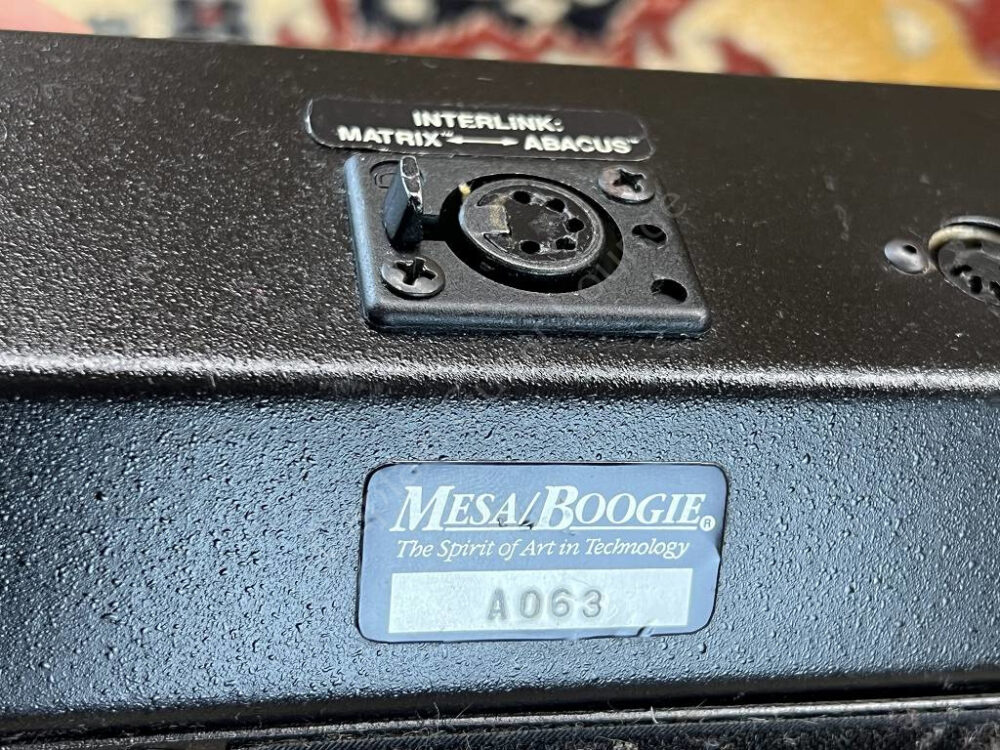 INTERLINK:
MATRIX™ ⟷ ABACUS™
MESA/BOOGIE®
The Spirit of Art in Technology
A063